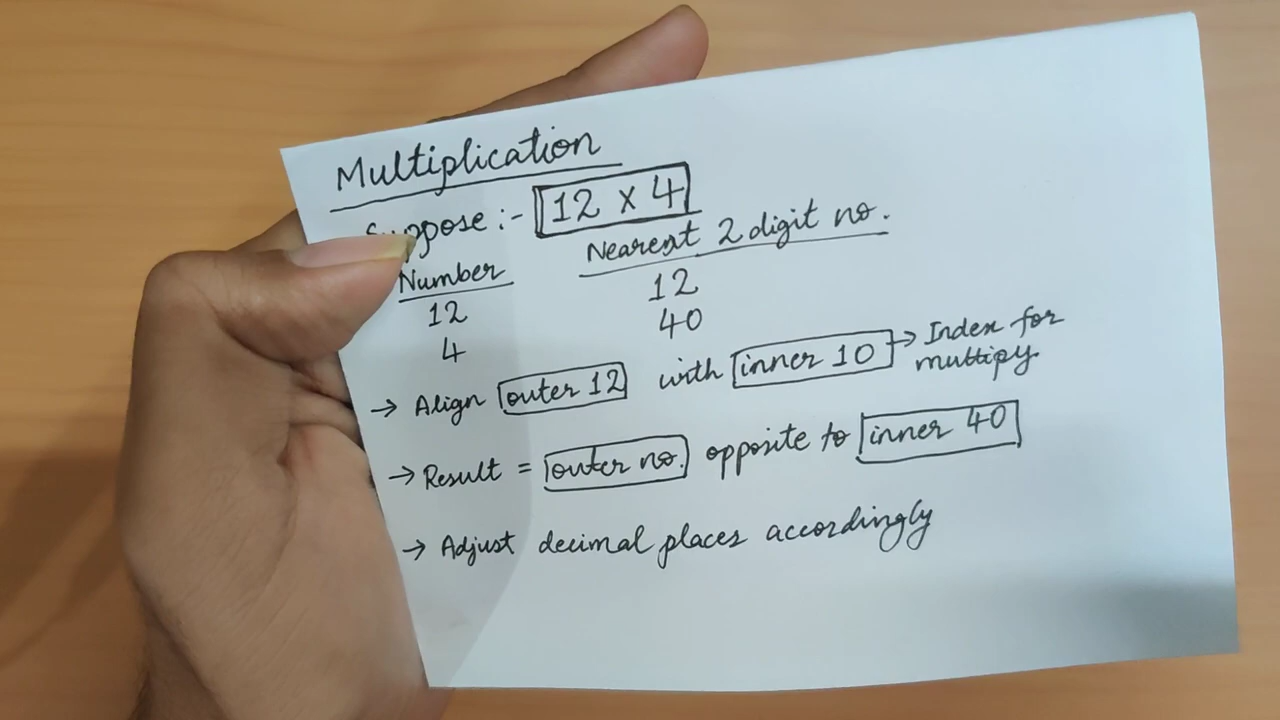 Multiplication
Suppose :- 12 x 4
Number Nearest 2 digit no.
12 12
4 40
→ Align outer 12 with inner 10 → Index for multipy
→ Result = outer no. opposite to inner 40
→ Adjust decimal places accordingly